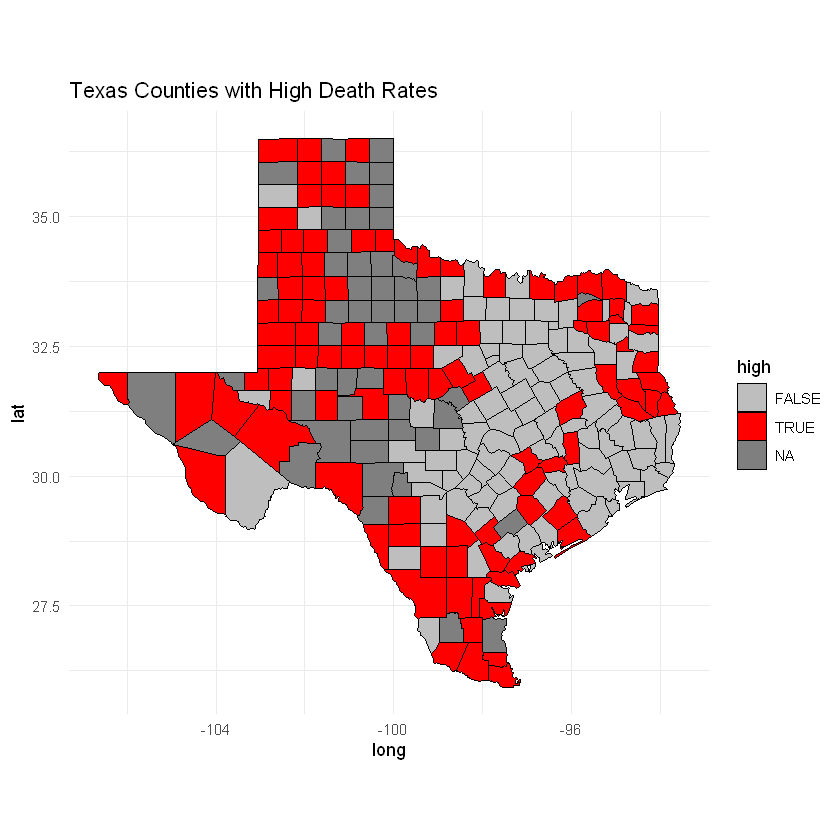 Texas Counties with High Death Rates
35.0
32.5
30.0
27.5
lat
-104
-100
-96
long
high
FALSE
TRUE
NA